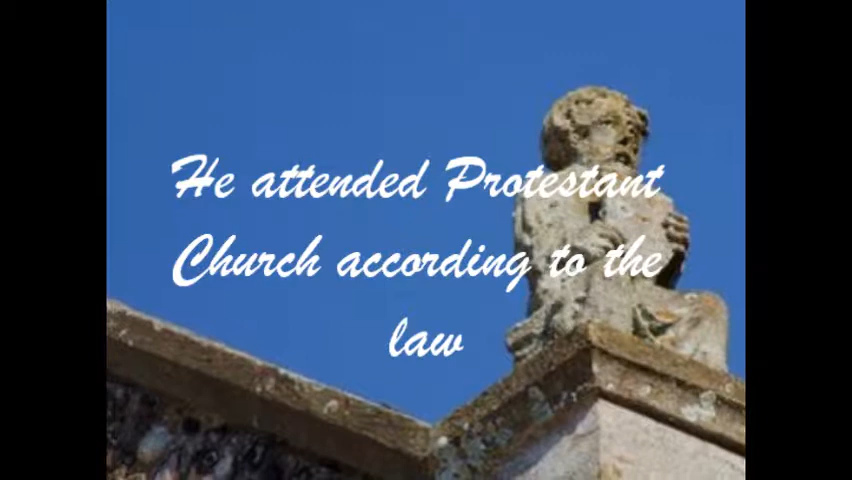 He attended Protestant
Church according to the
law